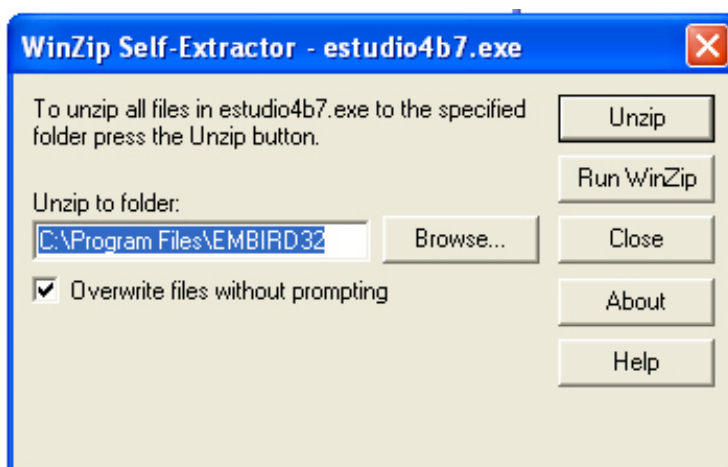 WinZip Self-Extractor - estudio4b7.exe
To unzip all files in estudio4b7.exe to the specified
folder press the Unzip button.
Unzip to folder:
C:\Program Files\EMBIRD32
Browse...
Overwrite files without prompting
Unzip
Run WinZip
Close
About
Help